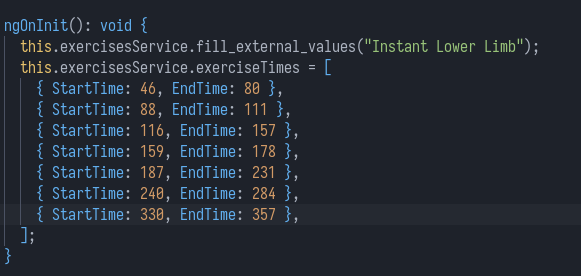 ngOnInit(): void {
  this.exercisesService.fill_external_values("Instant Lower Limb");
  this.exercisesService.exerciseTimes = [
    { StartTime: 46, EndTime: 80 },
    { StartTime: 88, EndTime: 111 },
    { StartTime: 116, EndTime: 157 },
    { StartTime: 159, EndTime: 178 },
    { StartTime: 187, EndTime: 231 },
    { StartTime: 240, EndTime: 284 },
    { StartTime: 330, EndTime: 357 },
  ];
}